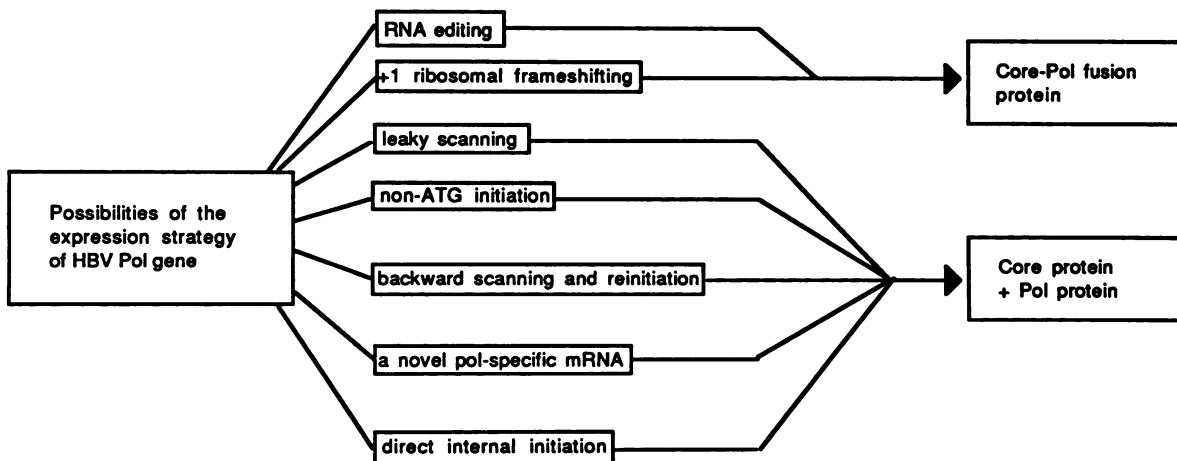 RNA editing
+1 ribosomal frameshifting
Core-Pol fusion
protein
leaky scanning
non-ATG initiation
Possibilities of the
expression strategy
of HBV Pol gene
backward scanning and reinitiation
Core protein
+ Pol protein
a novel pol-specific mRNA
direct internal initiation